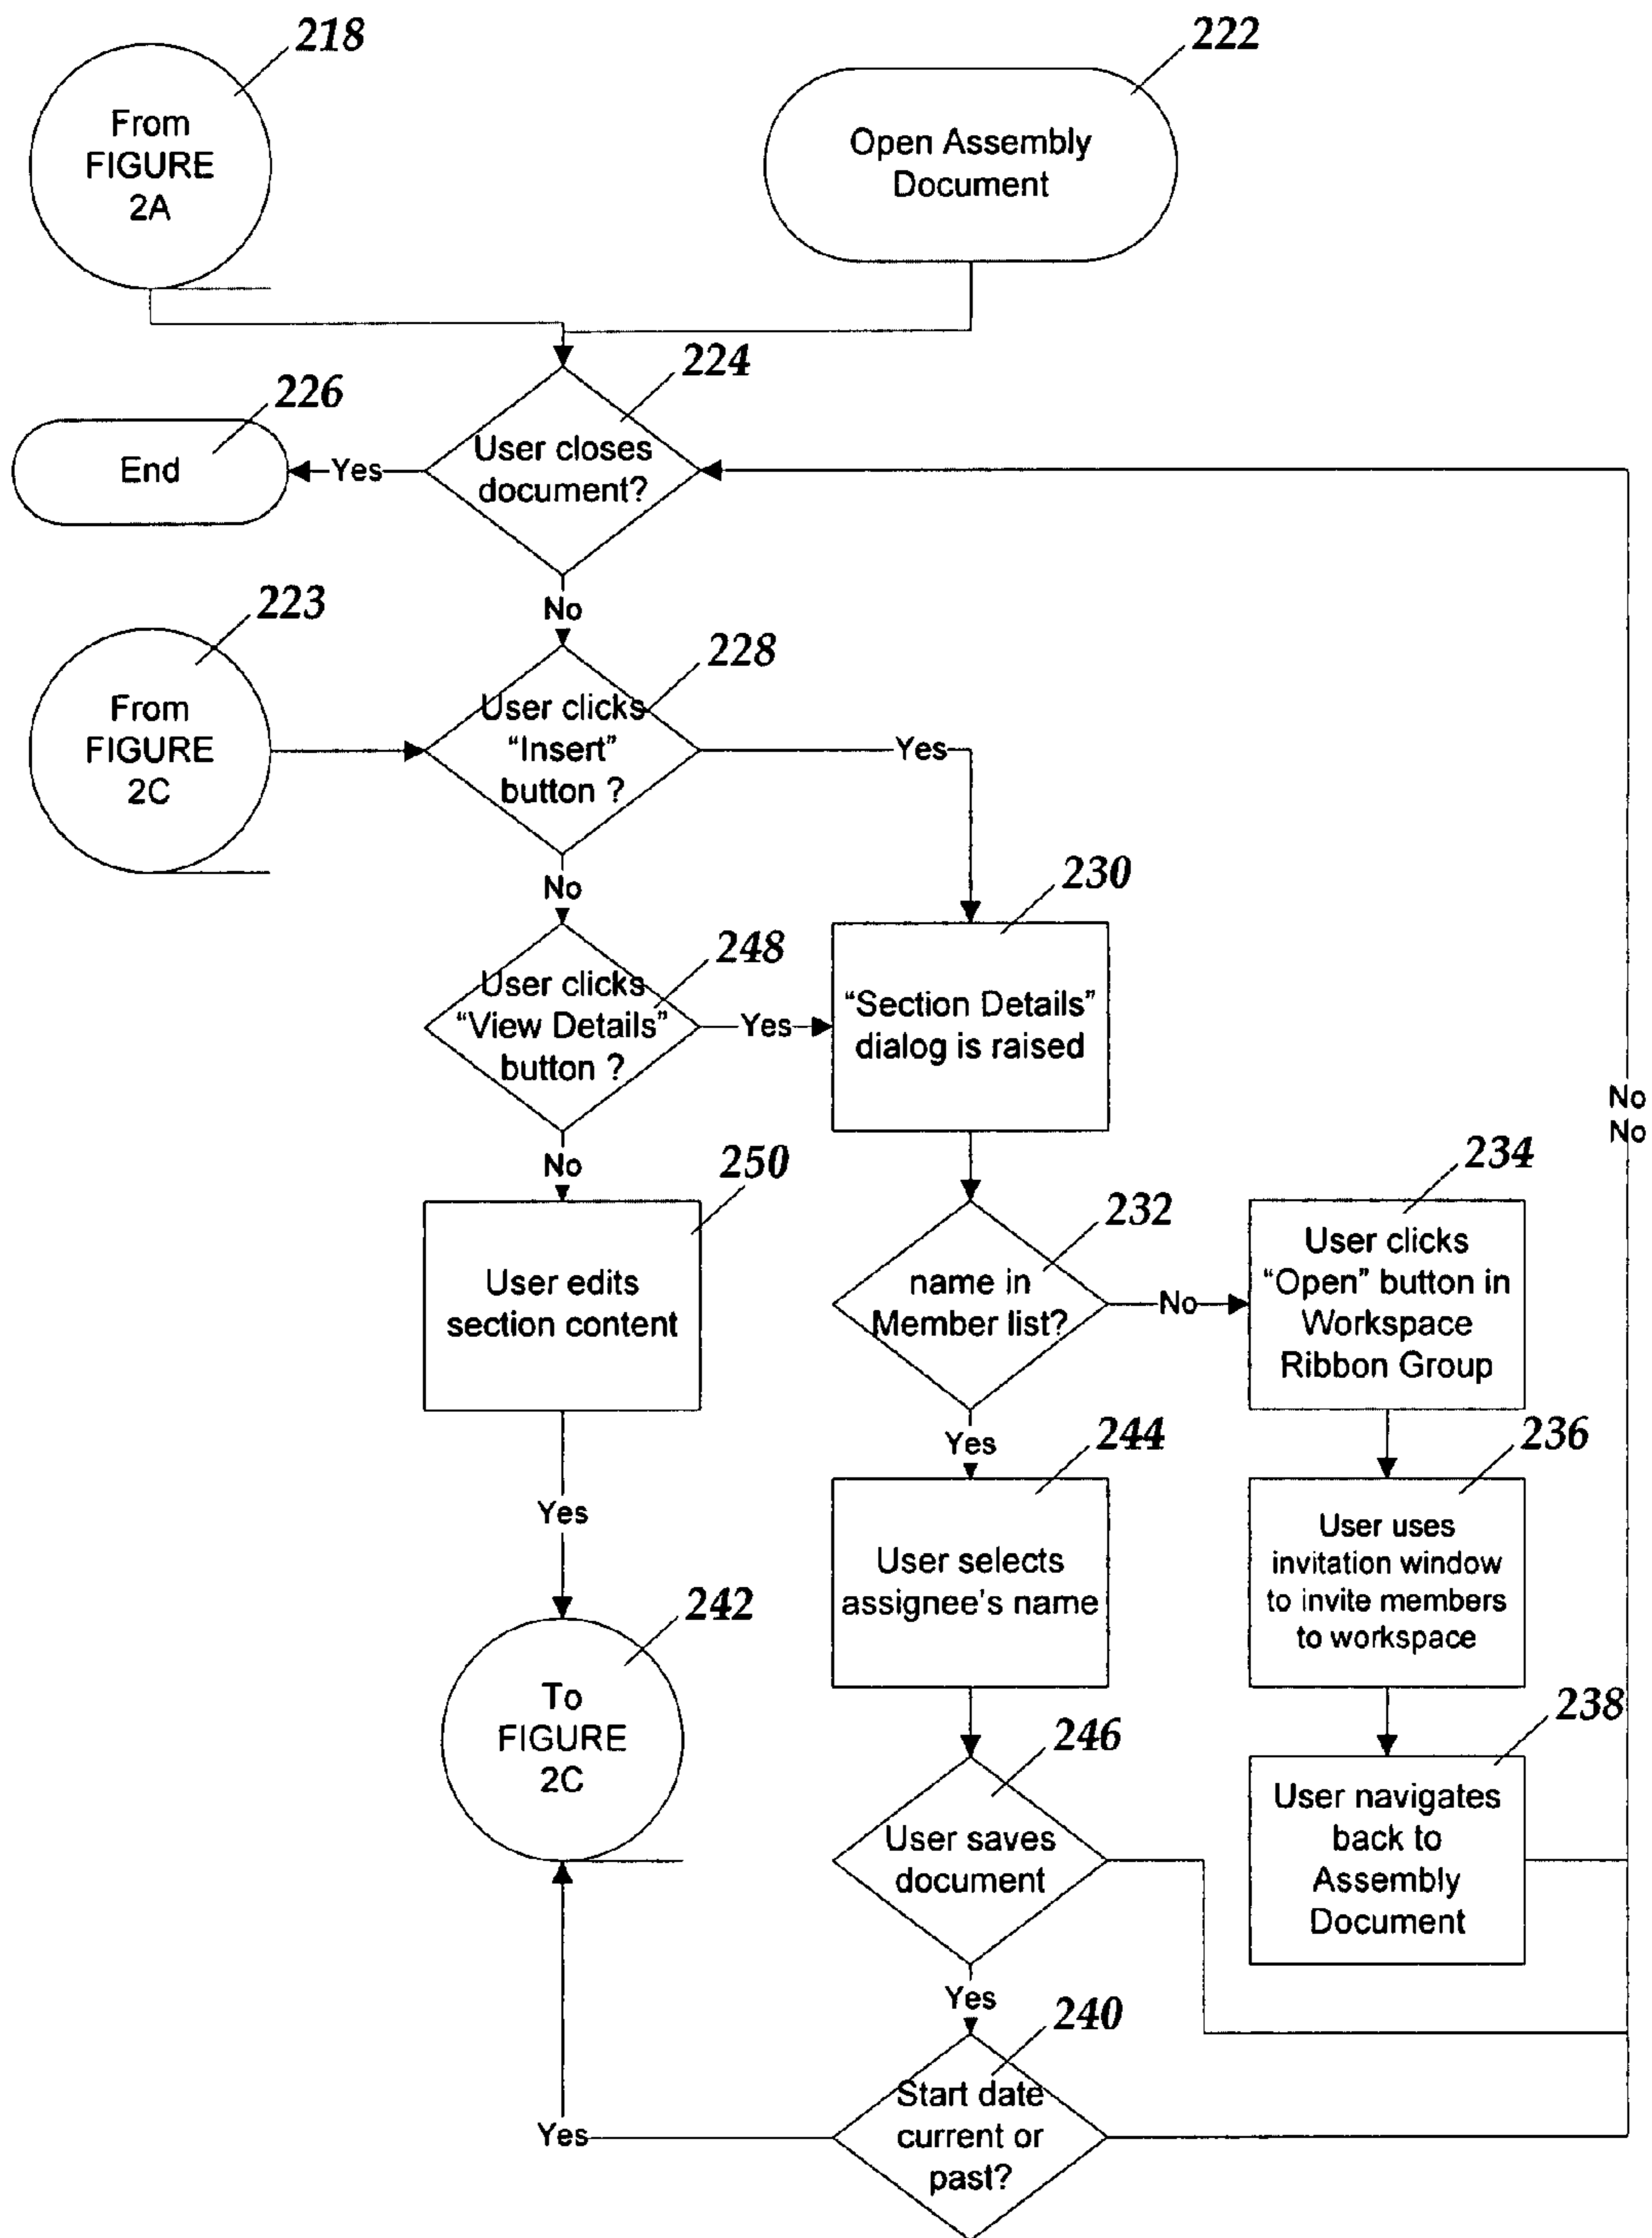 218
From
FIGURE
2A
222
Open Assembly
Document
224
User closes
document?
226
End
Yes
No
223
From
FIGURE
2C
228
User clicks
“Insert”
button ?
Yes
No
248
User clicks
“View Details”
button ?
Yes
230
“Section Details”
dialog is raised
No
No
No
250
User edits
section content
232
name in
Member list?
No
234
User clicks
“Open” button in
Workspace
Ribbon Group
Yes
244
User selects
assignee’s name
236
User uses
invitation window
to invite members
to workspace
Yes
242
To
FIGURE
2C
246
User saves
document
238
User navigates
back to
Assembly
Document
Yes
240
Start date
current or
past?
Yes